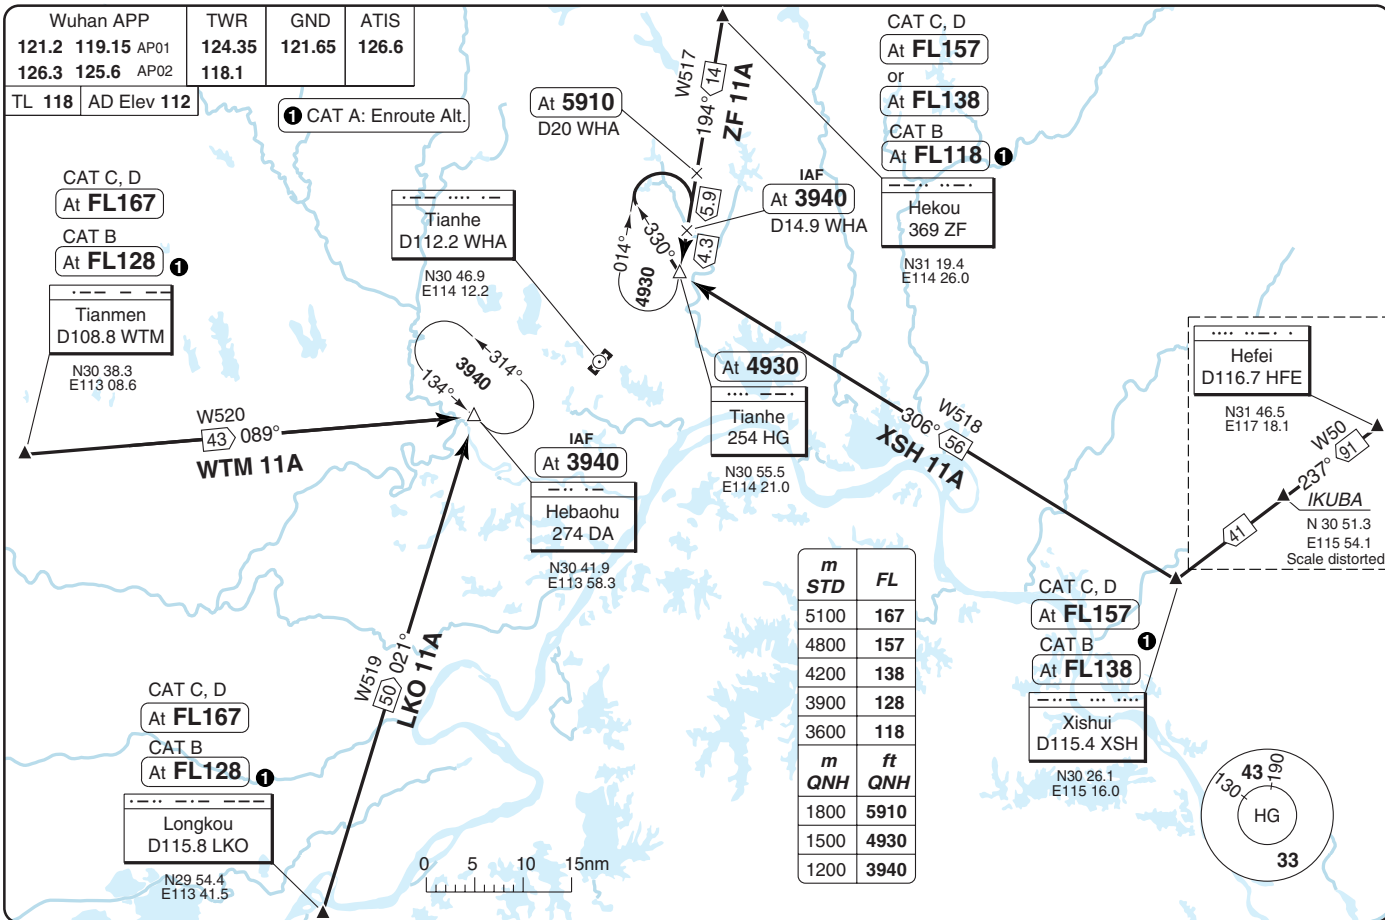 Wuhan APP
TWR
GND
ATIS
121.2 119.15 AP01
124.35
121.65
126.6
126.3 125.6 AP02
118.1
TL 118
AD Elev 112
❶ CAT A: Enroute Alt.
At 5910
D20 WHA
W517
14
194°
ZF 11A
CAT C, D
At FL157
or
At FL138
CAT B
At FL118 ❶
Hekou
369 ZF
N31 19.4
E114 26.0
IAF
At 3940
D14.9 WHA
5.9
4.3
014°
330°
4930
CAT C, D
At FL167
CAT B
At FL128 ❶
Tianmen
D108.8 WTM
N30 38.3
E113 08.6
Tianhe
D112.2 WHA
N30 46.9
E114 12.2
314°
3940
134°
W520
43 089°
WTM 11A
IAF
At 3940
Hebaohu
274 DA
N30 41.9
E113 58.3
At 4930
Tianhe
254 HG
N30 55.5
E114 21.0
W518
306° 56
XSH 11A
Hefei
D116.7 HFE
N31 46.5
E117 18.1
W50
237° 91
IKUBA
N 30 51.3
E115 54.1
Scale distorted
41
CAT C, D
At FL157
CAT B ❶
At FL138
Xishui
D115.4 XSH
N30 26.1
E115 16.0
W519
50 021°
LKO 11A
CAT C, D
At FL167
CAT B
At FL128 ❶
Longkou
D115.8 LKO
N29 54.4
E113 41.5
0 5 10 15nm
m STD FL
5100 167
4800 157
4200 138
3900 128
3600 118
m QNH ft QNH
1800 5910
1500 4930
1200 3940
130
43
190
HG
33